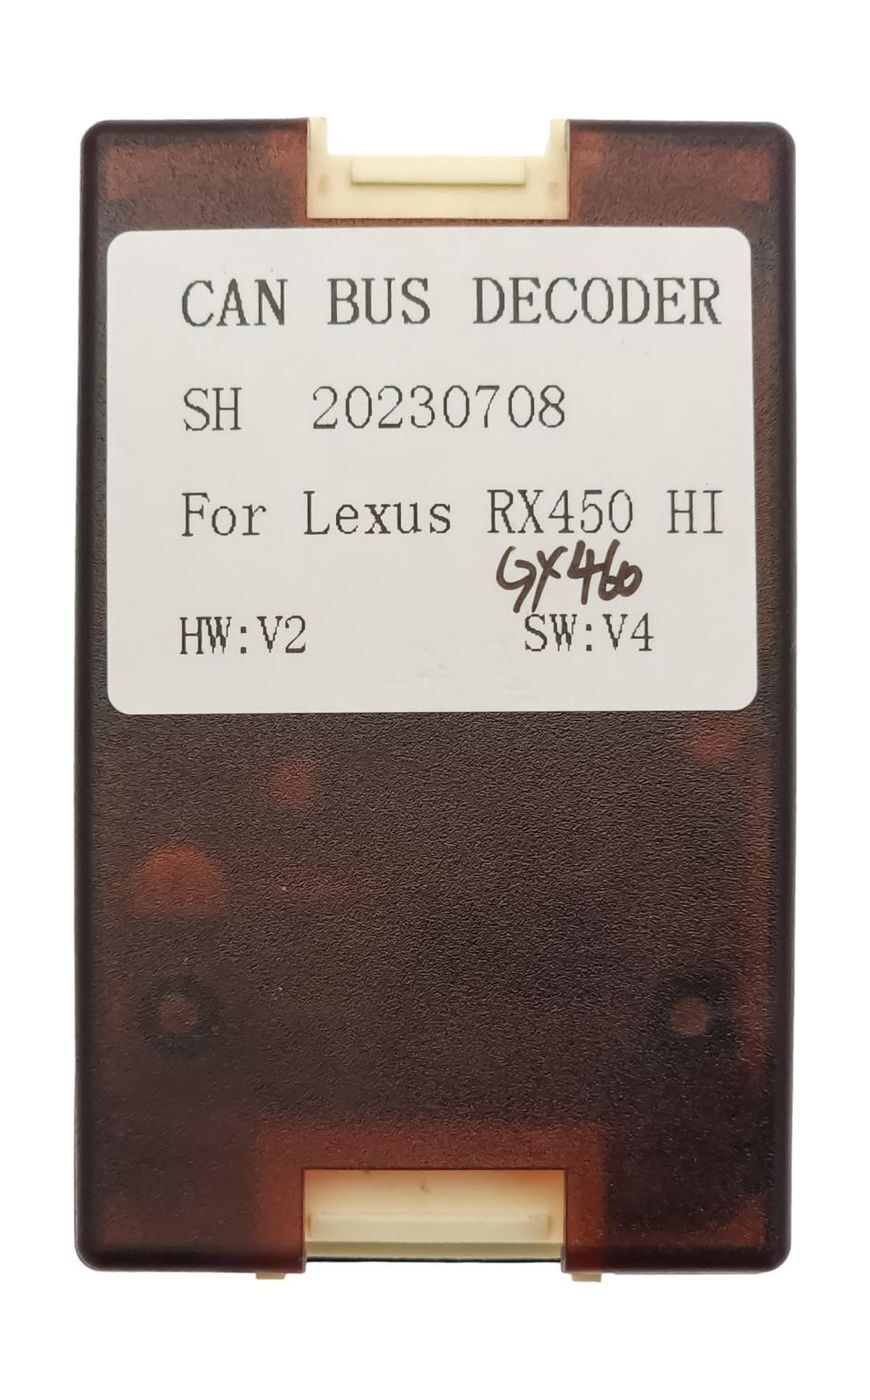 CAN BUS DECODER
SH 20230708
For Lexus RX450 HI
GX460
HW:V2 SW:V4